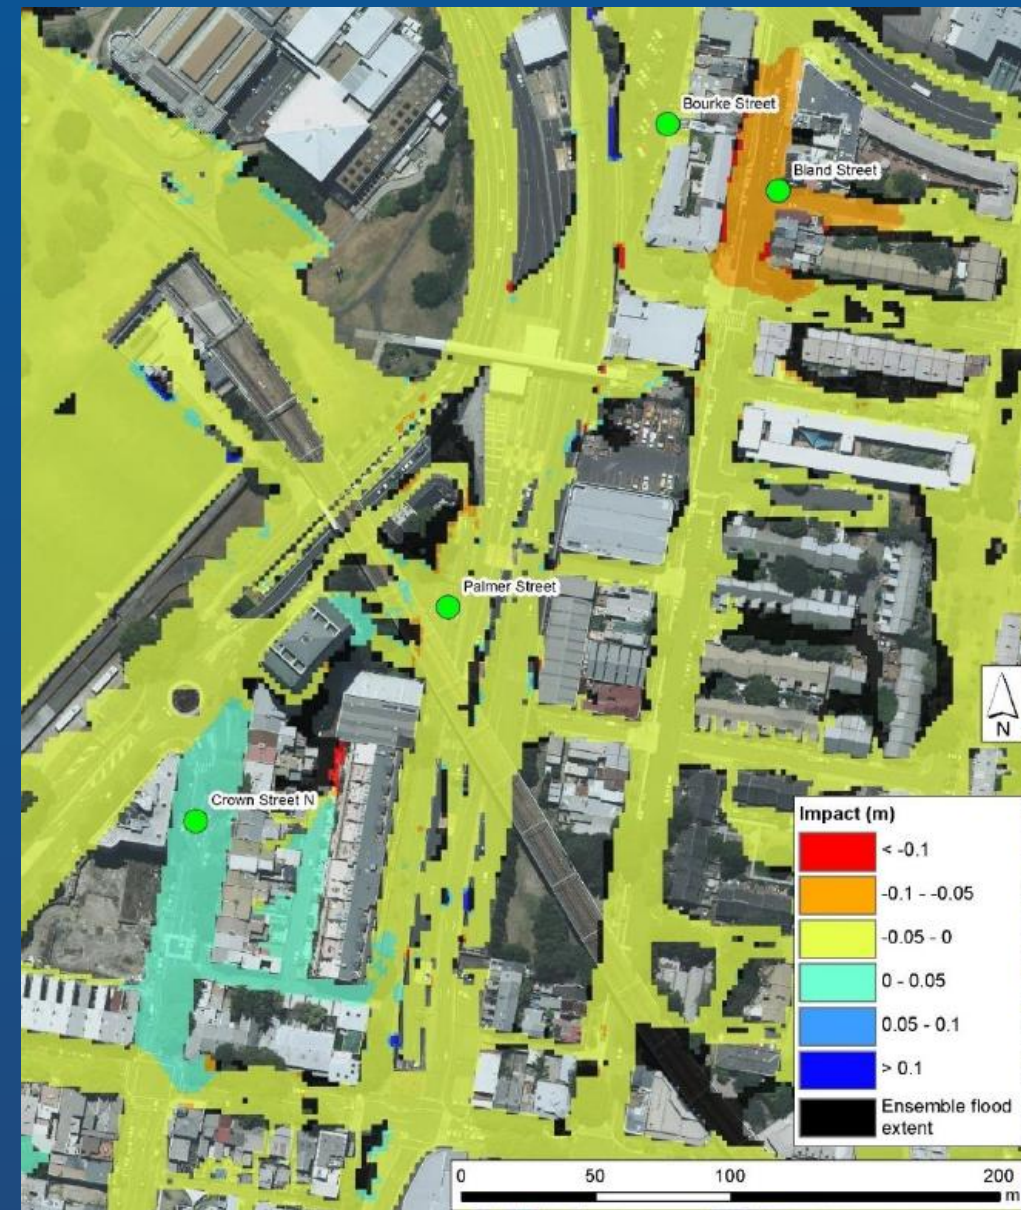 Bourke Street
Bland Street
Palmer Street
Crown Street N
N
Impact (m)
< -0.1
-0.1 - -0.05
-0.05 - 0
0 - 0.05
0.05 - 0.1
> 0.1
Ensemble flood
extent
0 50 100 200
m